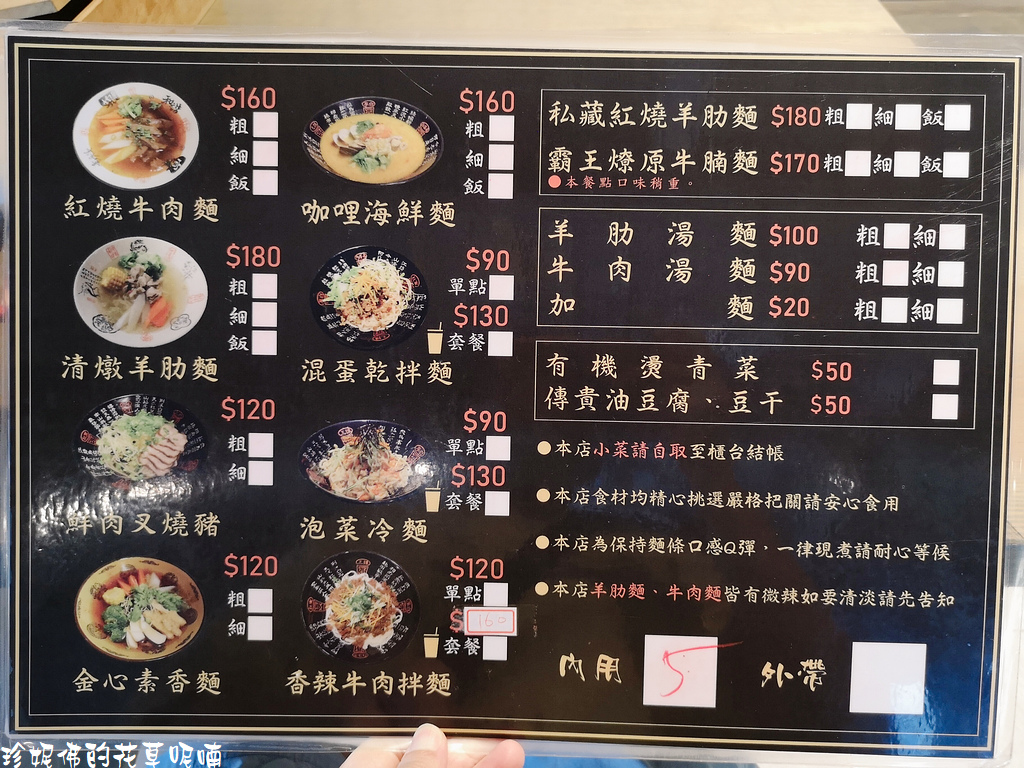 $160
粗
細
飯
紅燒牛肉麵
$160
粗
細
飯
咖哩海鮮麵
$180
粗
細
飯
清燉羊肋麵
$90
單點
$130
套餐
混蛋乾拌麵
$120
粗
細
鮮肉叉燒豬
$90
單點
$130
套餐
泡菜冷麵
$120
粗
細
金心素香麵
$120
單點
$160
套餐
香辣牛肉拌麵
私藏紅燒羊肋麵 $180 粗 細 飯
霸王燎原牛腩麵 $170 粗 細 飯
●本餐點口味稍重。
羊肋湯麵 $100 粗 細
牛肉湯麵 $90 粗 細
加麵 $20 粗 細
有機燙青菜 $50
傳貴油豆腐、豆干 $50
●本店小菜請自取至櫃台結帳
●本店食材均精心挑選嚴格把關請安心食用
●本店為保持麵條口感Q彈，一律現煮請耐心等候
●本店羊肋麵、牛肉麵皆有微辣如要清淡請先告知
內用 5 外帶
珍妮佛的花草呢喃